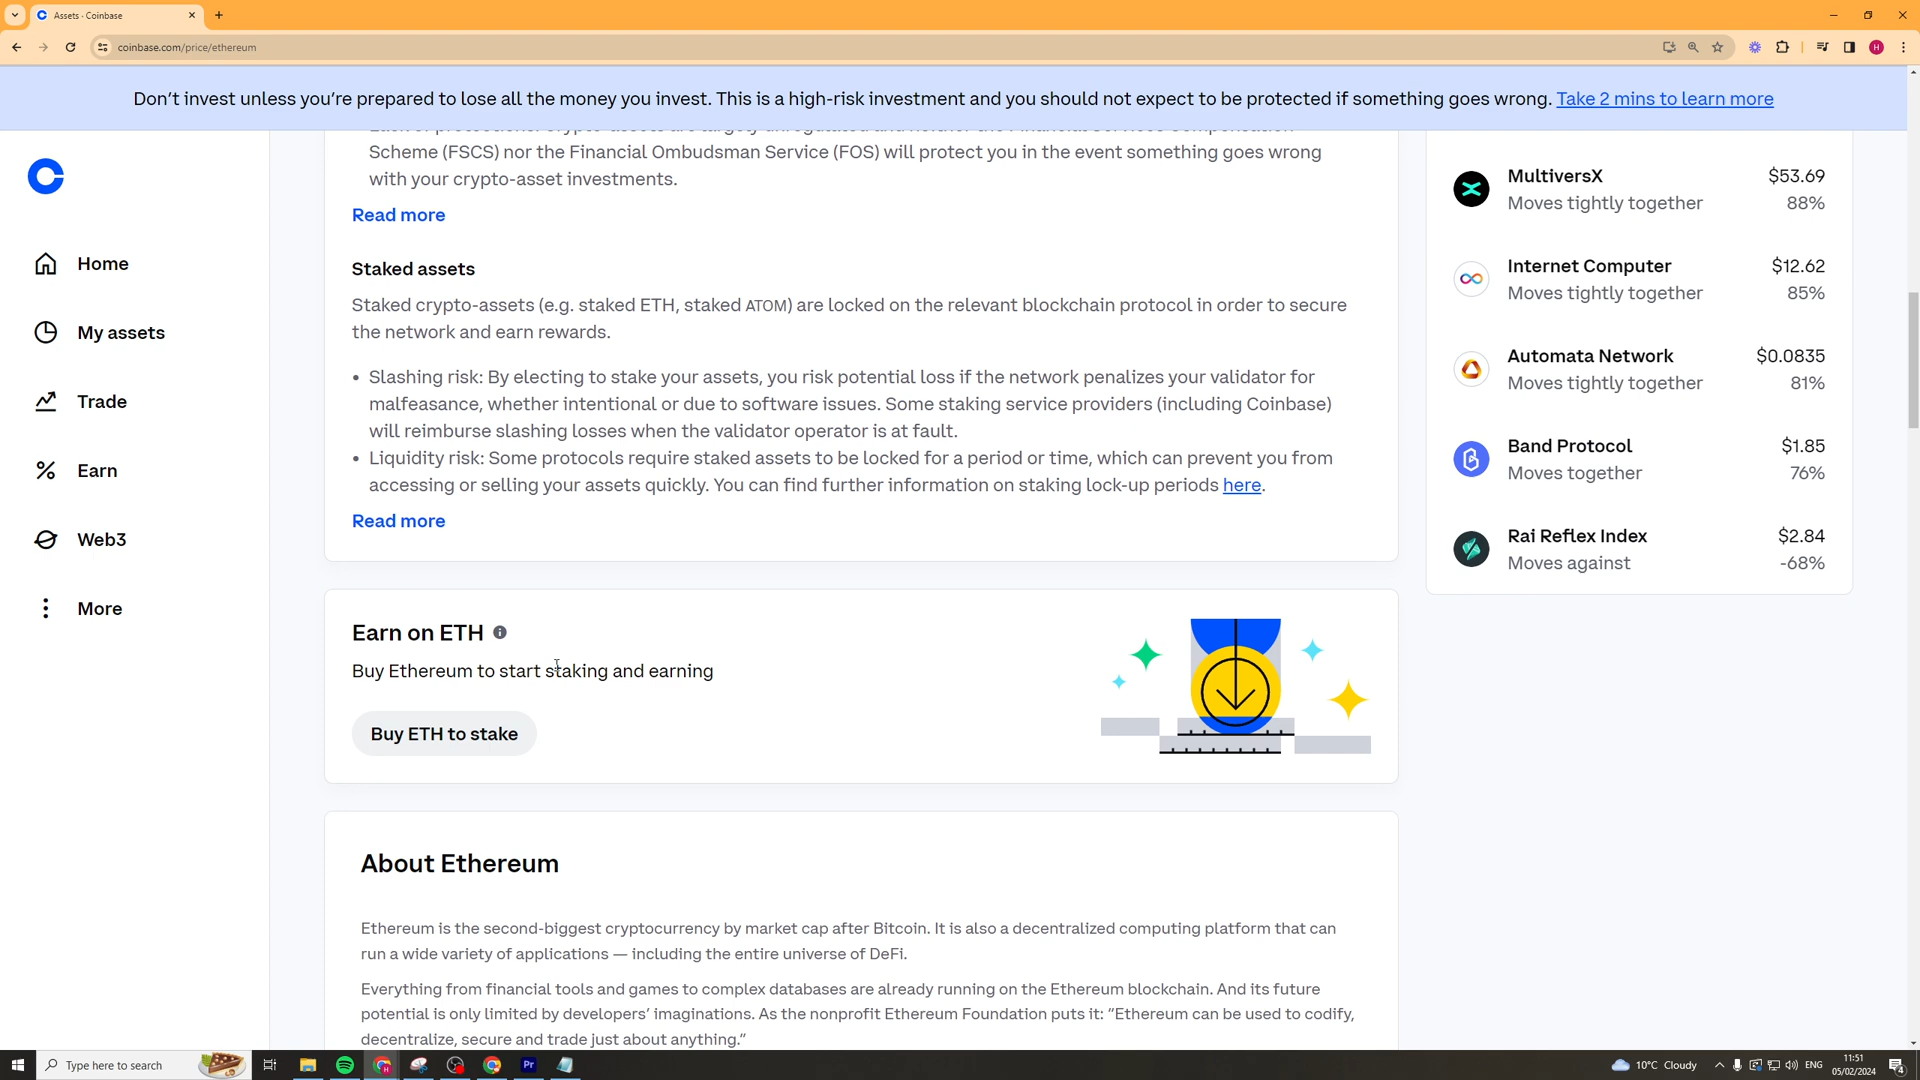 Assets - Coinbase
coinbase.com/price/ethereum
H
Don't invest unless you're prepared to lose all the money you invest. This is a high-risk investment and you should not expect to be protected if something goes wrong. Take 2 mins to learn more
Home
My assets
Trade
Earn
Web3
More
Scheme (FSCS) nor the Financial Ombudsman Service (FOS) will protect you in the event something goes wrong
with your crypto-asset investments.
Read more
Staked assets
Staked crypto-assets (e.g. staked ETH, staked ATOM) are locked on the relevant blockchain protocol in order to secure
the network and earn rewards.
• Slashing risk: By electing to stake your assets, you risk potential loss if the network penalizes your validator for
malfeasance, whether intentional or due to software issues. Some staking service providers (including Coinbase)
will reimburse slashing losses when the validator operator is at fault.
• Liquidity risk: Some protocols require staked assets to be locked for a period or time, which can prevent you from
accessing or selling your assets quickly. You can find further information on staking lock-up periods here.
Read more
Earn on ETH
Buy Ethereum to start staking and earning
Buy ETH to stake
About Ethereum
Ethereum is the second-biggest cryptocurrency by market cap after Bitcoin. It is also a decentralized computing platform that can
run a wide variety of applications — including the entire universe of DeFi.
Everything from financial tools and games to complex databases are already running on the Ethereum blockchain. And its future
potential is only limited by developers' imaginations. As the nonprofit Ethereum Foundation puts it: "Ethereum can be used to codify,
decentralize, secure and trade just about anything."
MultiversX $53.69
Moves tightly together 88%
Internet Computer $12.62
Moves tightly together 85%
Automata Network $0.0835
Moves tightly together 81%
Band Protocol $1.85
Moves together 76%
Rai Reflex Index $2.84
Moves against -68%
Type here to search
Pr
10°C Cloudy
ENG
11:51
05/02/2024
4